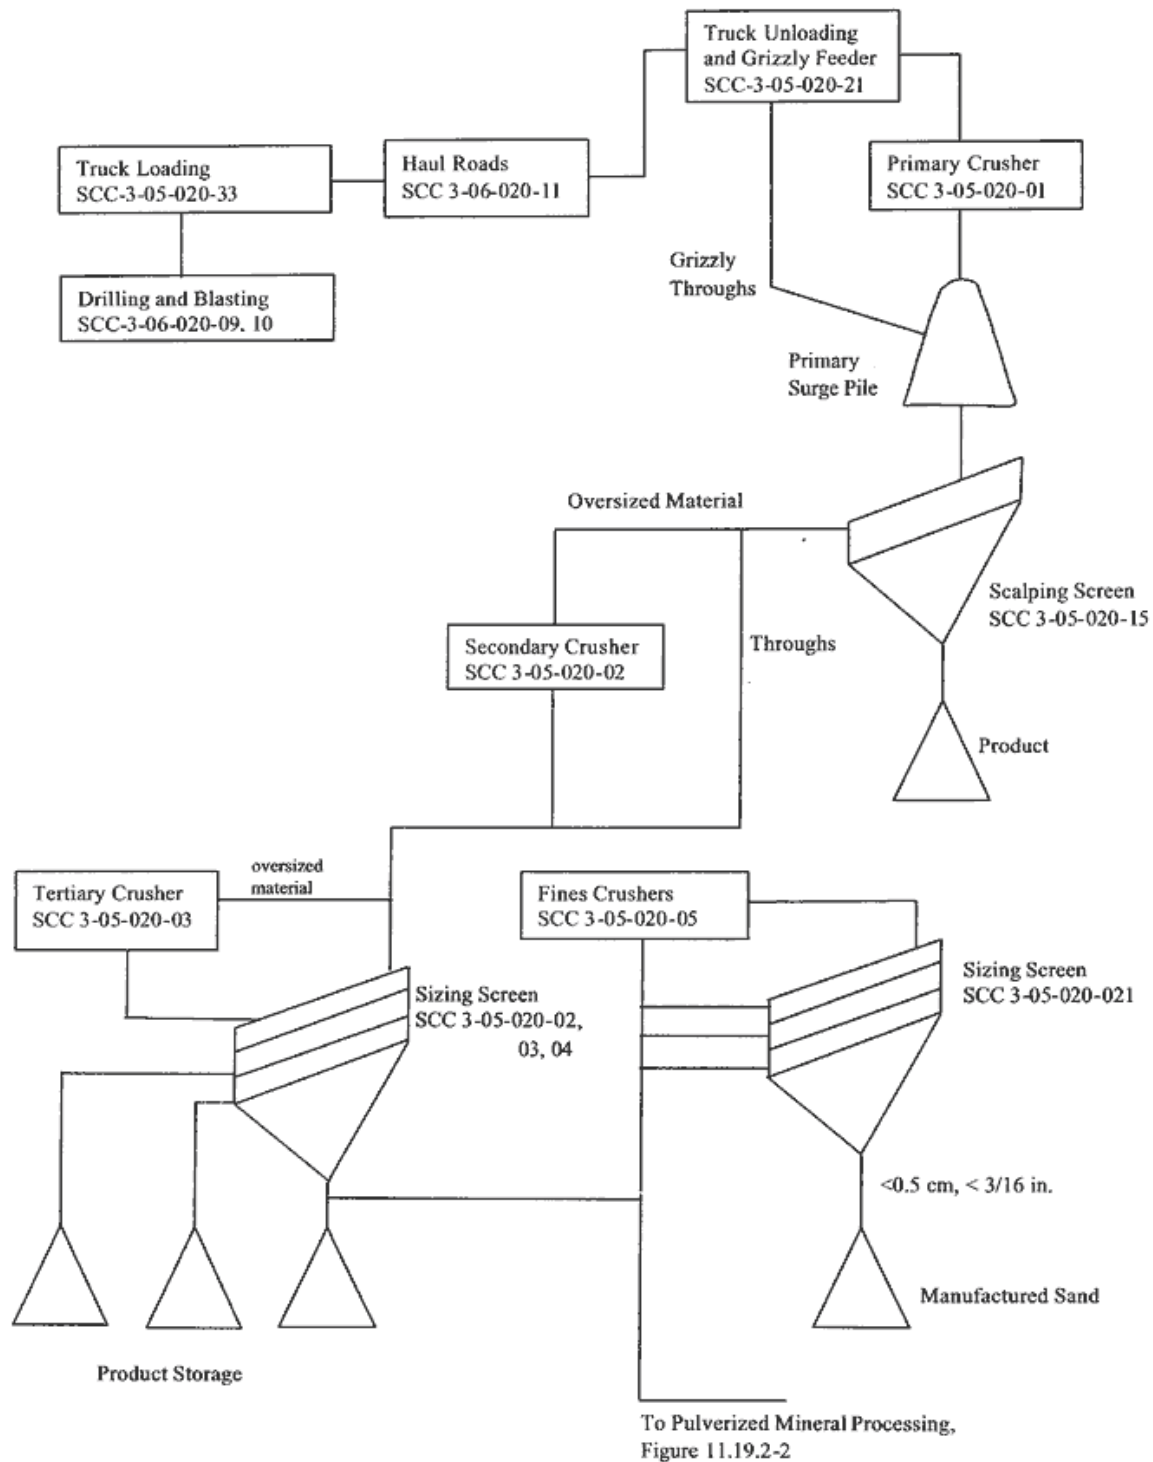 Truck Unloading
and Grizzly Feeder
SCC-3-05-020-21
Truck Loading
SCC-3-05-020-33
Haul Roads
SCC 3-06-020-11
Primary Crusher
SCC 3-05-020-01
Drilling and Blasting
SCC-3-06-020-09. 10
Grizzly
Throughs
Primary
Surge Pile
Oversized Material
Scalping Screen
SCC 3-05-020-15
Secondary Crusher
SCC 3-05-020-02
Throughs
Product
Tertiary Crusher
SCC 3-05-020-03
oversized
material
Fines Crushers
SCC 3-05-020-05
Sizing Screen
SCC 3-05-020-02,
03, 04
Sizing Screen
SCC 3-05-020-021
<0.5 cm, < 3/16 in.
Manufactured Sand
Product Storage
To Pulverized Mineral Processing,
Figure 11.19.2-2